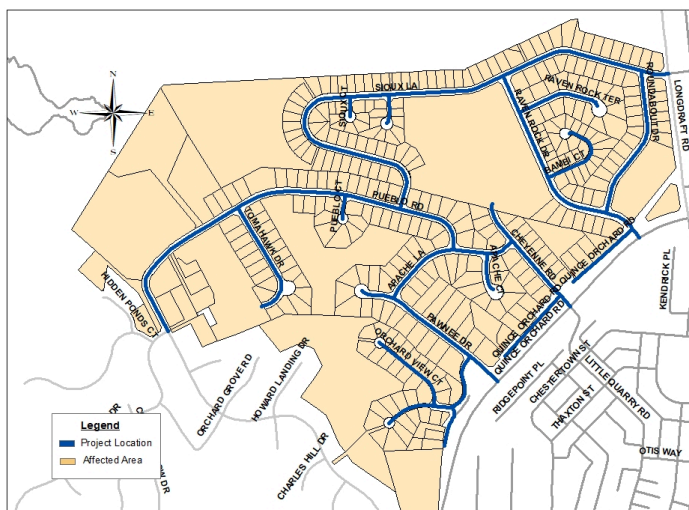 N
W
E
S
SIOUX LA
SIOUX CT
RAVEN ROCK TER
RAVEN ROCK DR
BANBI CT
ROUNDABOUT DR
LONGDRAFT RD
PUEBLO CT
PUEBLO RD
TOMAHAWK DR
APACHE LA
APACHE CT
CHEYENNE RD
QUINCE ORCHARD RD
QUINCE ORCHARD RD
QUINCE ORCHARD RD
KENDRICK PL
HIDDEN PONDS CT
PAWNEE DR
ORCHARD VIEW CT
ORCHARD GROVE RD
HOWARD LANDING DR
CHARLES HILL DR
RIDGEPOINT PL
CHESTERTOWN ST
LITTLE QUARRY RD
THAXTON ST
OTIS WAY
DR
DR
Legend
Project Location
Affected Area